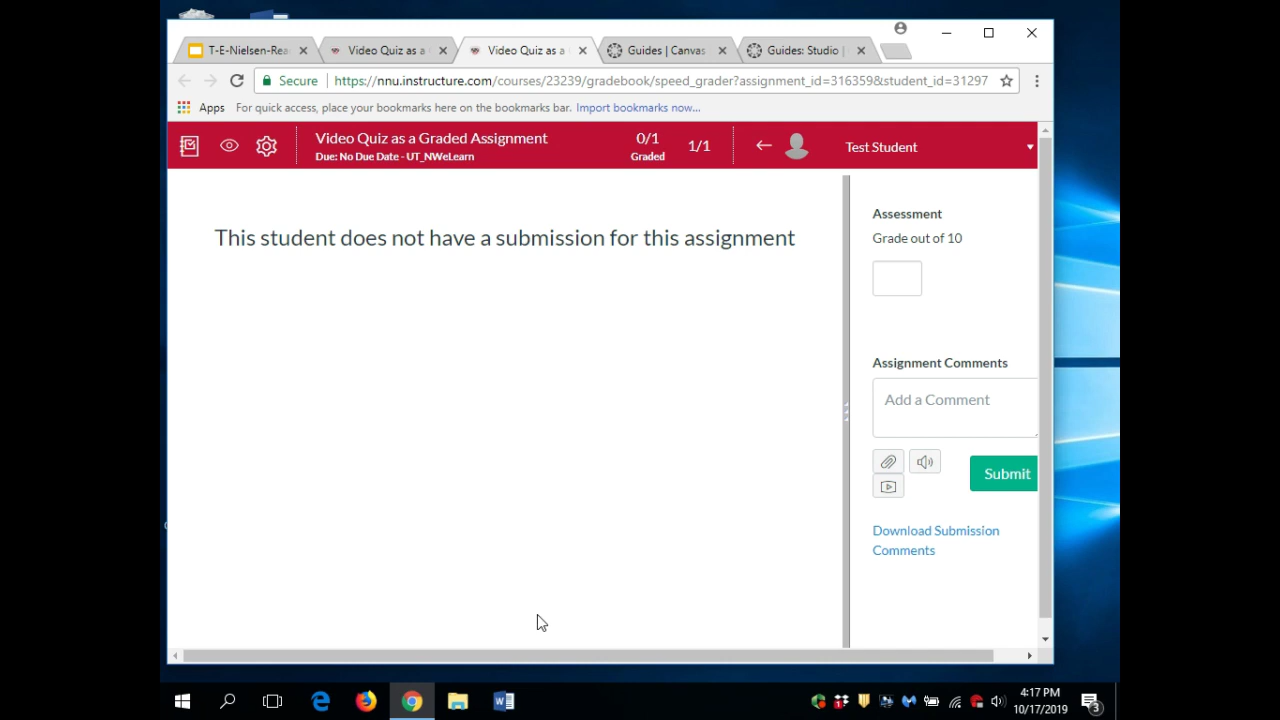 T-E-Nielsen-Rea
Video Quiz as a
Video Quiz as a
Guides | Canvas
Guides: Studio |
Secure
https://nnu.instructure.com/courses/23239/gradebook/speed_grader?assignment_id=316359&student_id=31297
Apps
For quick access, place your bookmarks here on the bookmarks bar. Import bookmarks now...
Video Quiz as a Graded Assignment
Due: No Due Date - UT_NWeLearn
0/1
Graded
1/1
Test Student
This student does not have a submission for this assignment
Assessment
Grade out of 10
Assignment Comments
Add a Comment
Submit
Download Submission
Comments
4:17 PM
10/17/2019
3